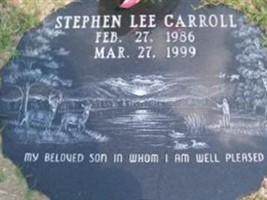 STEPHEN LEE CARROLL
FEB. 27, 1986
MAR. 27, 1999
MY BELOVED SON IN WHOM I AM WELL PLEASED